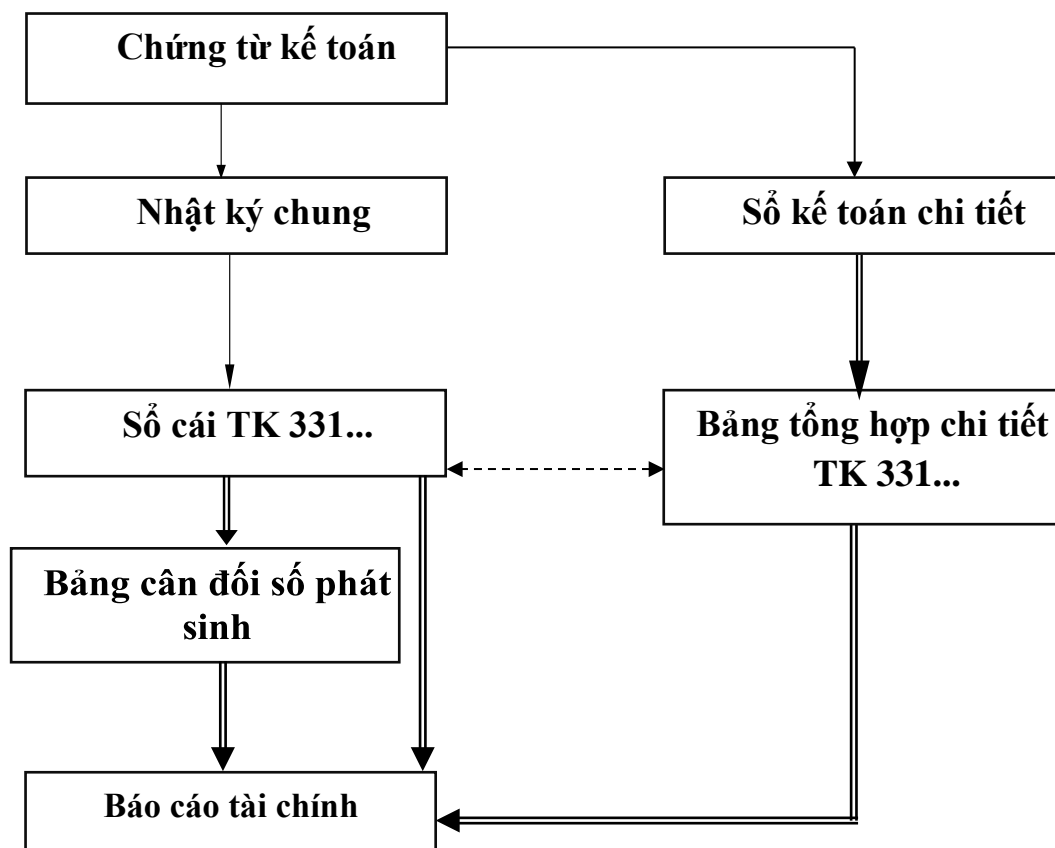 Chứng từ kế toán
Nhật ký chung
Sổ kế toán chi tiết
Sổ cái TK 331...
Bảng tổng hợp chi tiết
TK 331...
Bảng cân đối số phát
sinh
Báo cáo tài chính